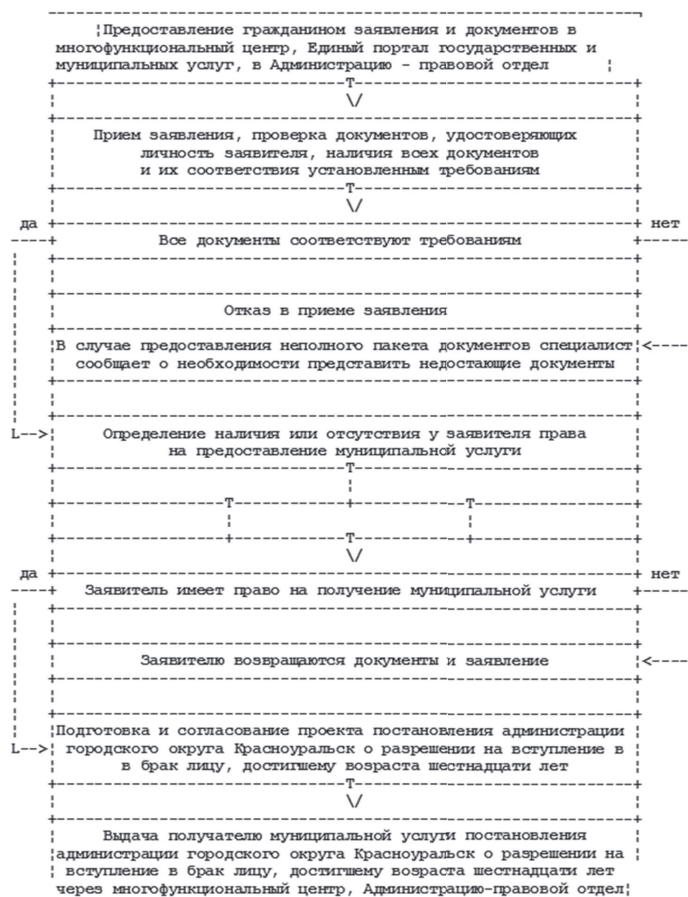 Предоставление гражданином заявления и документов в
многофункциональный центр, Единый портал государственных и
муниципальных услуг, в Администрацию - правовой отдел
Прием заявления, проверка документов, удостоверяющих
личность заявителя, наличия всех документов
и их соответствия установленным требованиям
да
нет
Все документы соответствуют требованиям
Отказ в приеме заявления
В случае предоставления неполного пакета документов специалист
сообщает о необходимости представить недостающие документы
Определение наличия или отсутствия у заявителя права
на предоставление муниципальной услуги
да
нет
Заявитель имеет право на получение муниципальной услуги
Заявителю возвращаются документы и заявление
Подготовка и согласование проекта постановления администрации
городского округа Красноуральск о разрешении на вступление в
в брак лицу, достигшему возраста шестнадцати лет
Выдача получателю муниципальной услуги постановления
администрации городского округа Красноуральск о разрешении на
вступление в брак лицу, достигшему возраста шестнадцати лет
через многофункциональный центр, Администрацию-правовой отдел